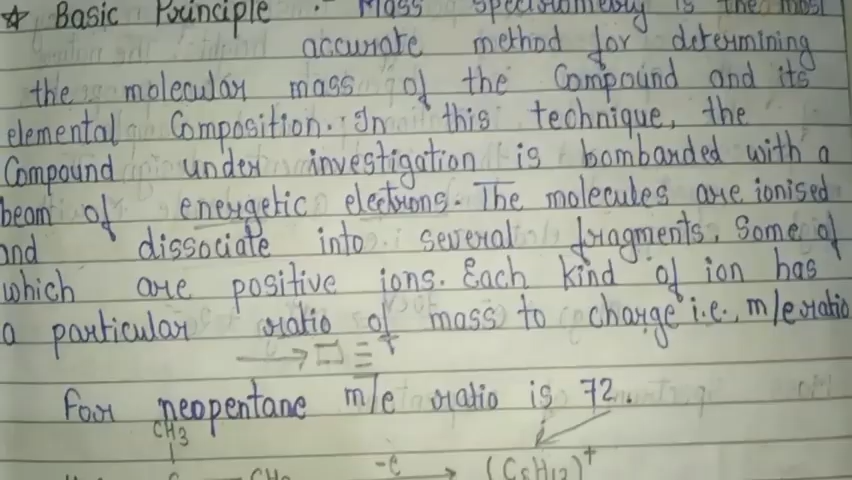 ☆ Basic Principle :- Mass spectrometry is the most
accurate method for determining
the molecular mass of the Compound and its
elemental Composition. In this technique, the
Compound under investigation is bombarded with a
beam of energetic electrons. The molecules are ionised
and dissociate into several fragments, some of
which are positive ions. Each kind of ion has
a particular ratio of mass to charge i.e., m/e ratio
For neopentane m/e ratio is 72.
CH3
-e (C5H12)+